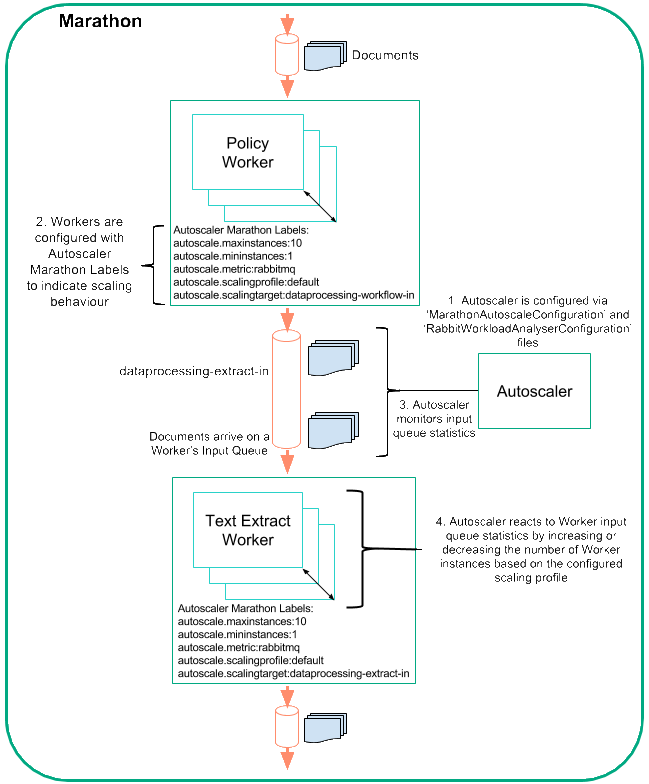 Marathon
Documents
Policy
Worker
2. Workers are
configured with
Autoscaler
Marathon Labels
to indicate scaling
behaviour
Autoscaler Marathon Labels:
autoscale.maxinstances:10
autoscale.mininstances:1
autoscale.metric:rabbitmq
autoscale.scalingprofile:default
autoscale.scalingtarget:dataprocessing-workflow-in
1. Autoscaler is configured via
'MarathonAutoscaleConfiguration' and
'RabbitWorkloadAnalyserConfiguration'
files
dataprocessing-extract-in
Autoscaler
3. Autoscaler
monitors input
queue statistics
Documents arrive on a
Worker's Input Queue
Text Extract
Worker
4. Autoscaler reacts to Worker input
queue statistics by increasing or
decreasing the number of Worker
instances based on the configured
scaling profile
Autoscaler Marathon Labels:
autoscale.maxinstances:10
autoscale.mininstances:1
autoscale.metric:rabbitmq
autoscale.scalingprofile:default
autoscale.scalingtarget:dataprocessing-extract-in